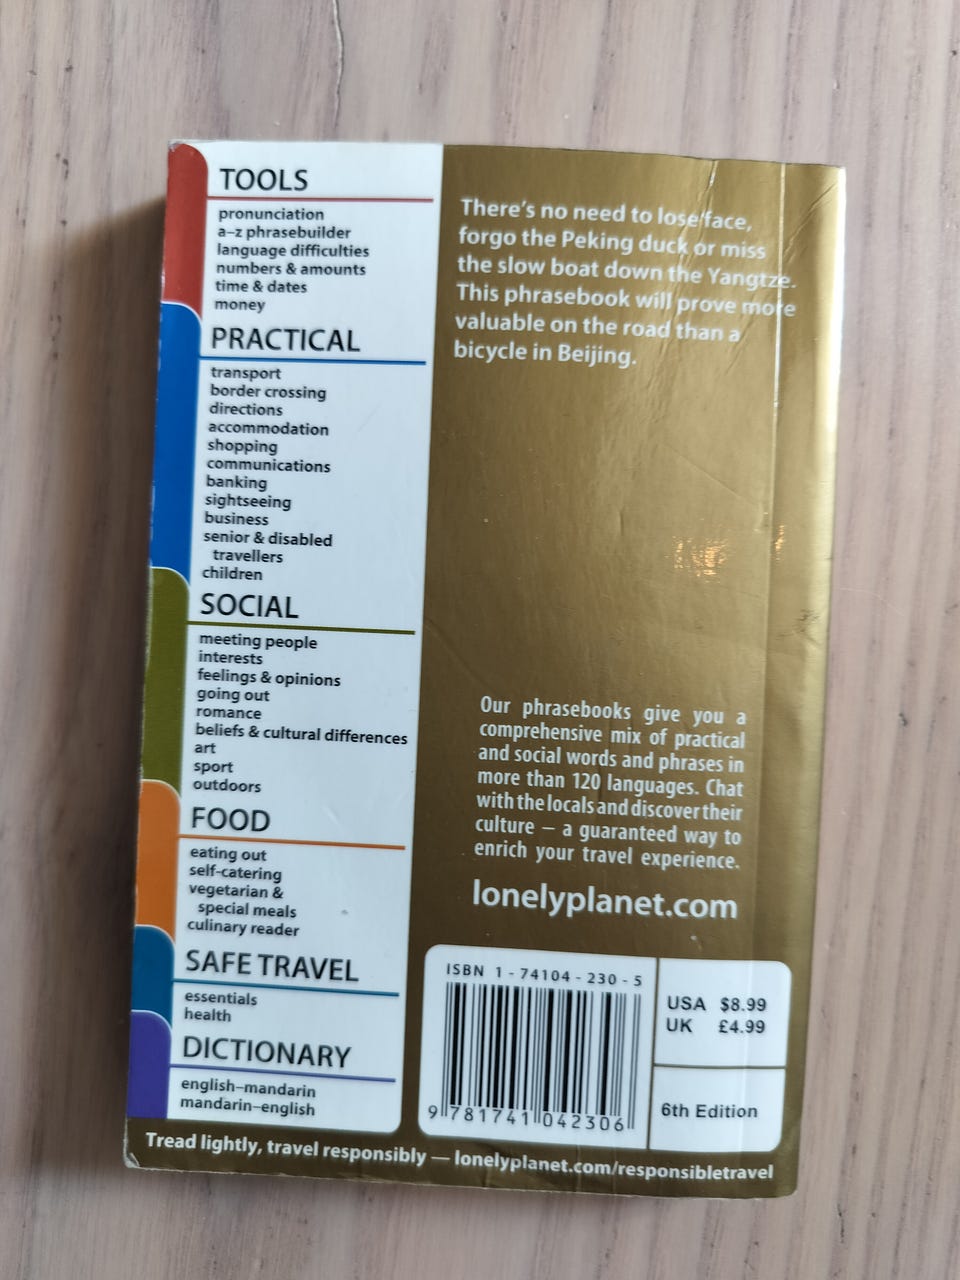 TOOLS
pronunciation
a–z phrasebuilder
language difficulties
numbers & amounts
time & dates
money
PRACTICAL
transport
border crossing
directions
accommodation
shopping
communications
banking
sightseeing
business
senior & disabled
travellers
children
SOCIAL
meeting people
interests
feelings & opinions
going out
romance
beliefs & cultural differences
art
sport
outdoors
FOOD
eating out
self-catering
vegetarian &
special meals
culinary reader
SAFE TRAVEL
essentials
health
DICTIONARY
english–mandarin
mandarin–english
There's no need to lose face,
forgo the Peking duck or miss
the slow boat down the Yangtze.
This phrasebook will prove more
valuable on the road than a
bicycle in Beijing.
Our phrasebooks give you a
comprehensive mix of practical
and social words and phrases in
more than 120 languages. Chat
with the locals and discover their
culture – a guaranteed way to
enrich your travel experience.
lonelyplanet.com
ISBN 1-74104-230-5
9 781741 042306
USA $8.99
UK £4.99
6th Edition
Tread lightly, travel responsibly — lonelyplanet.com/responsibletravel